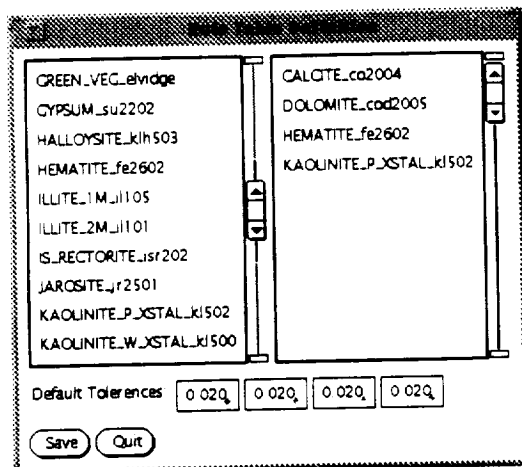 GREEN_VEG_elvidge
GYPSUM_su2202
HALLOYSITE_klh503
HEMATITE_fe2602
ILLITE_1M_il105
ILLITE_2M_il101
IS_RECTORITE_isr202
JAROSITE_jr2501
KAOLINITE_P_XSTAL_kl502
KAOLINITE_W_XSTAL_kl500
CALCITE_co2004
DOLOMITE_cod2005
HEMATITE_fe2602
KAOLINITE_P_XSTAL_kl502
Default Tolerences 0.020 0.020 0.020 0.020
Save Quit